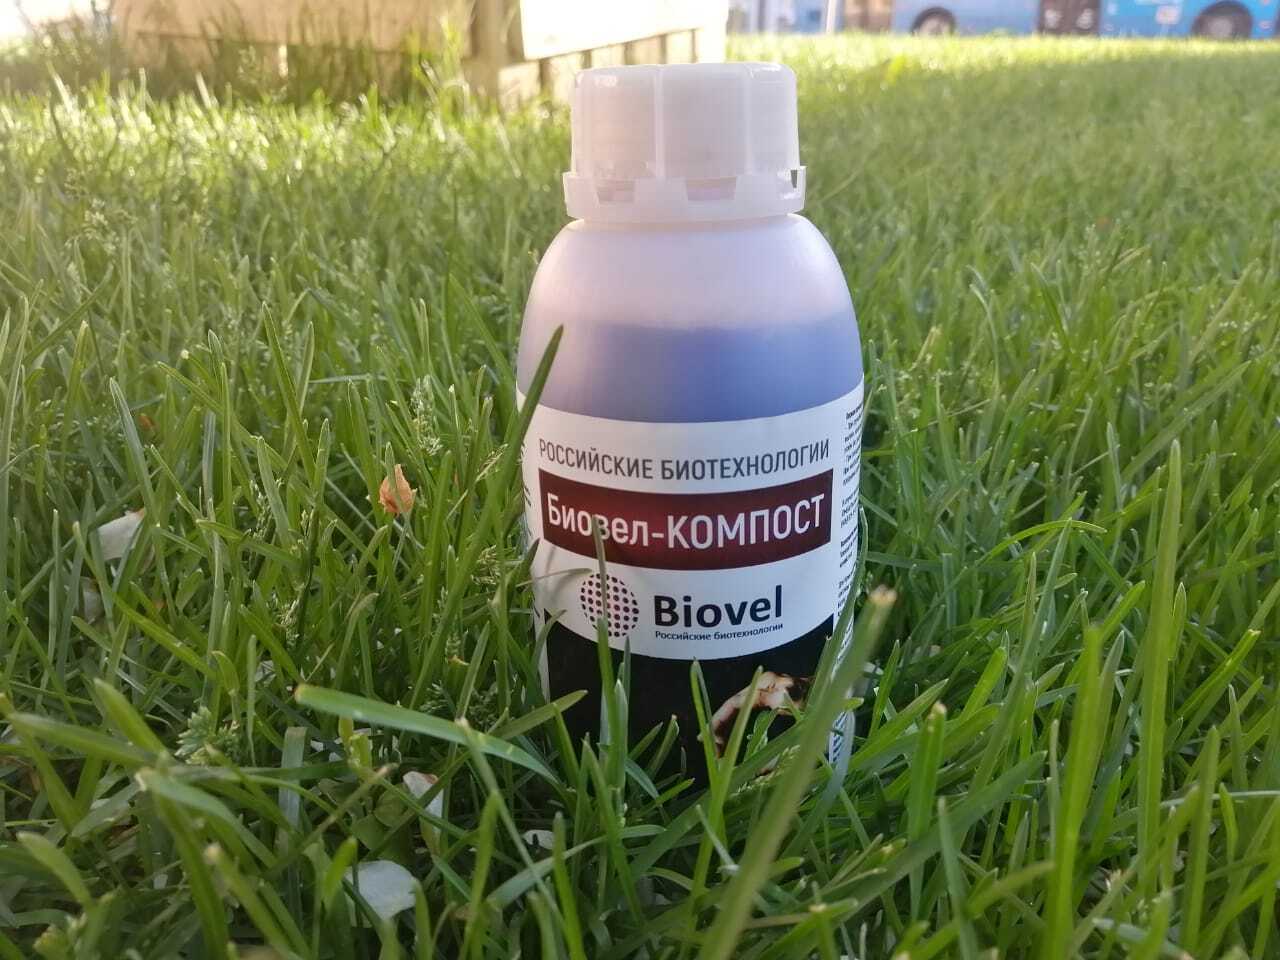 РОССИЙСКИЕ БИОТЕХНОЛОГИИ
Биовел-КОМПОСТ
Biovel
Российские биотехнологии